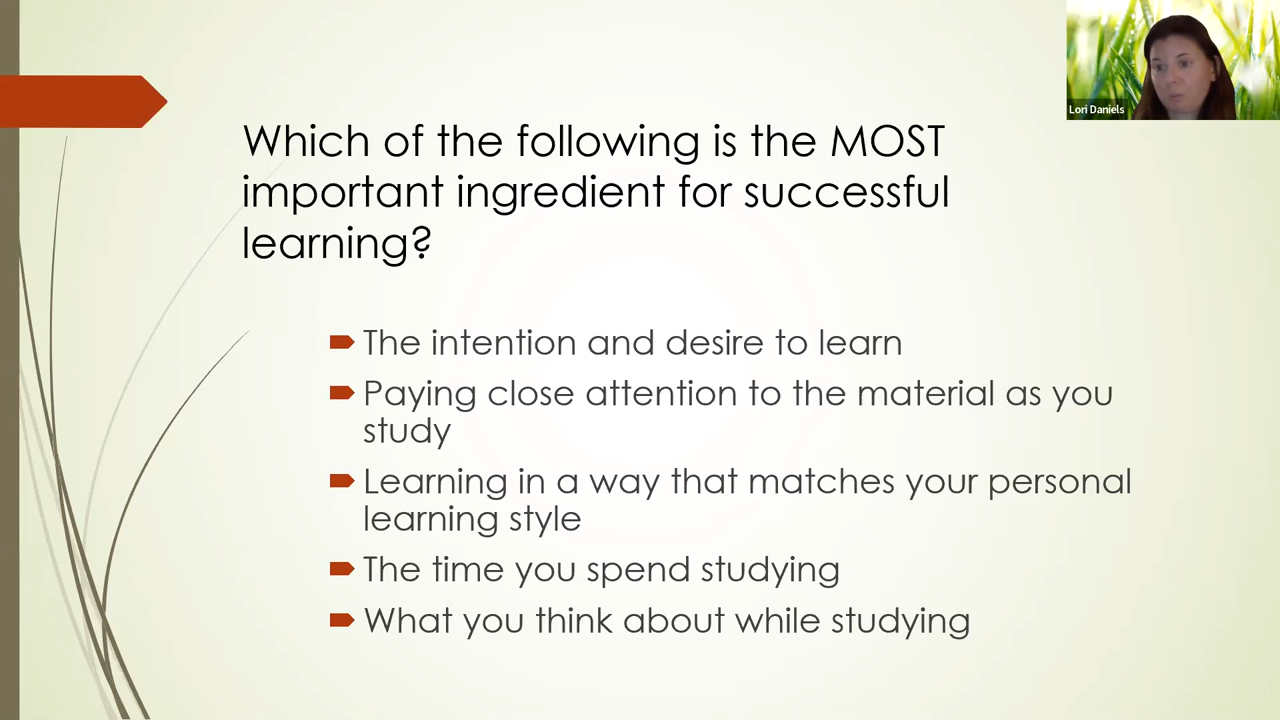 Lori Daniels
Which of the following is the MOST
important ingredient for successful
learning?
The intention and desire to learn
Paying close attention to the material as you
study
Learning in a way that matches your personal
learning style
The time you spend studying
What you think about while studying